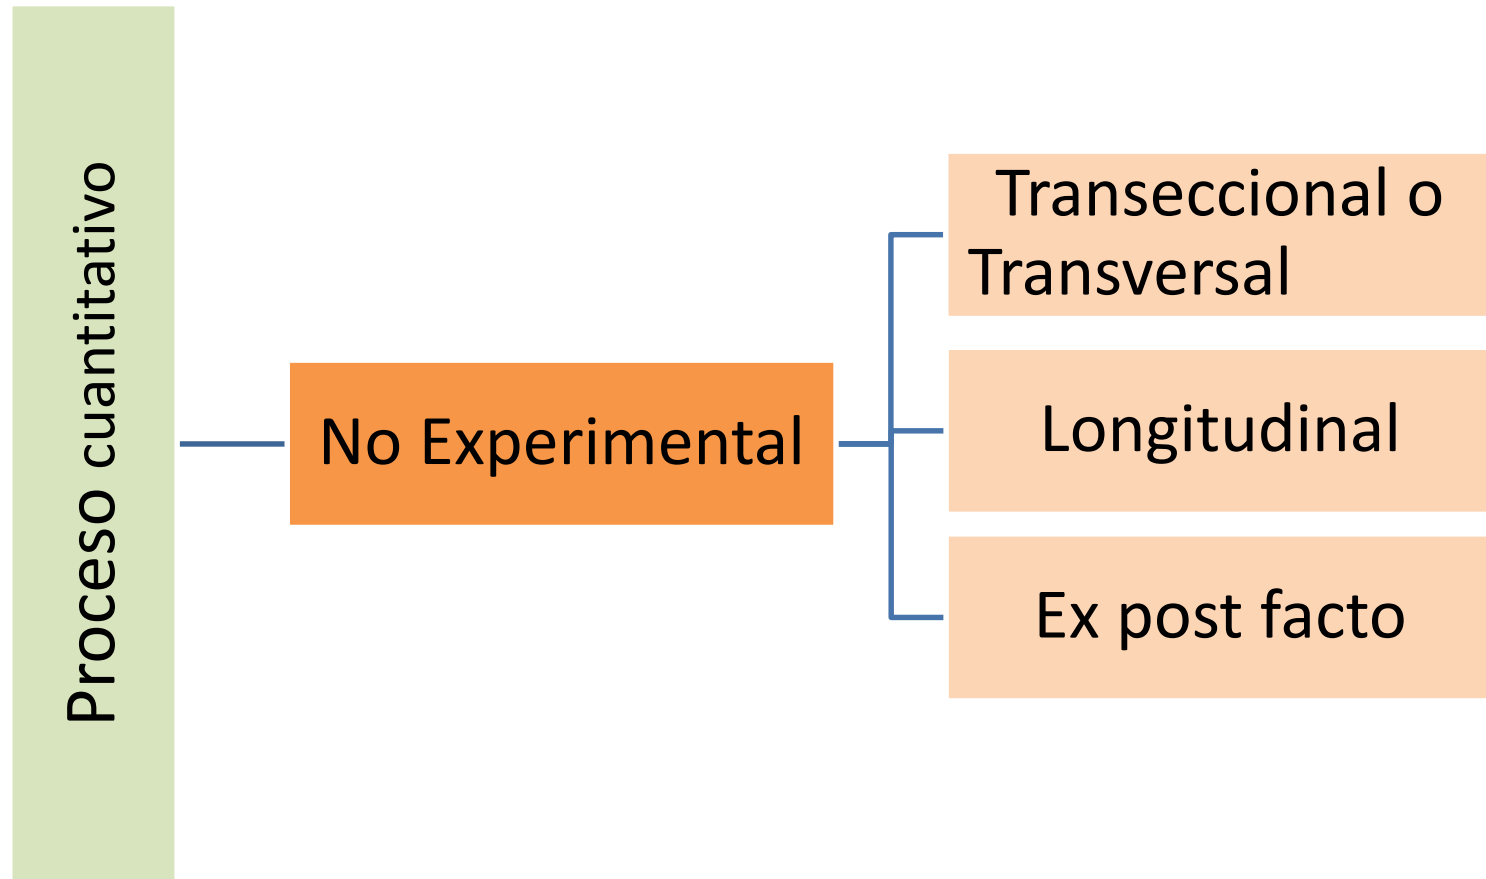 Proceso cuantitativo
No Experimental
Transeccional o
Transversal
Longitudinal
Ex post facto